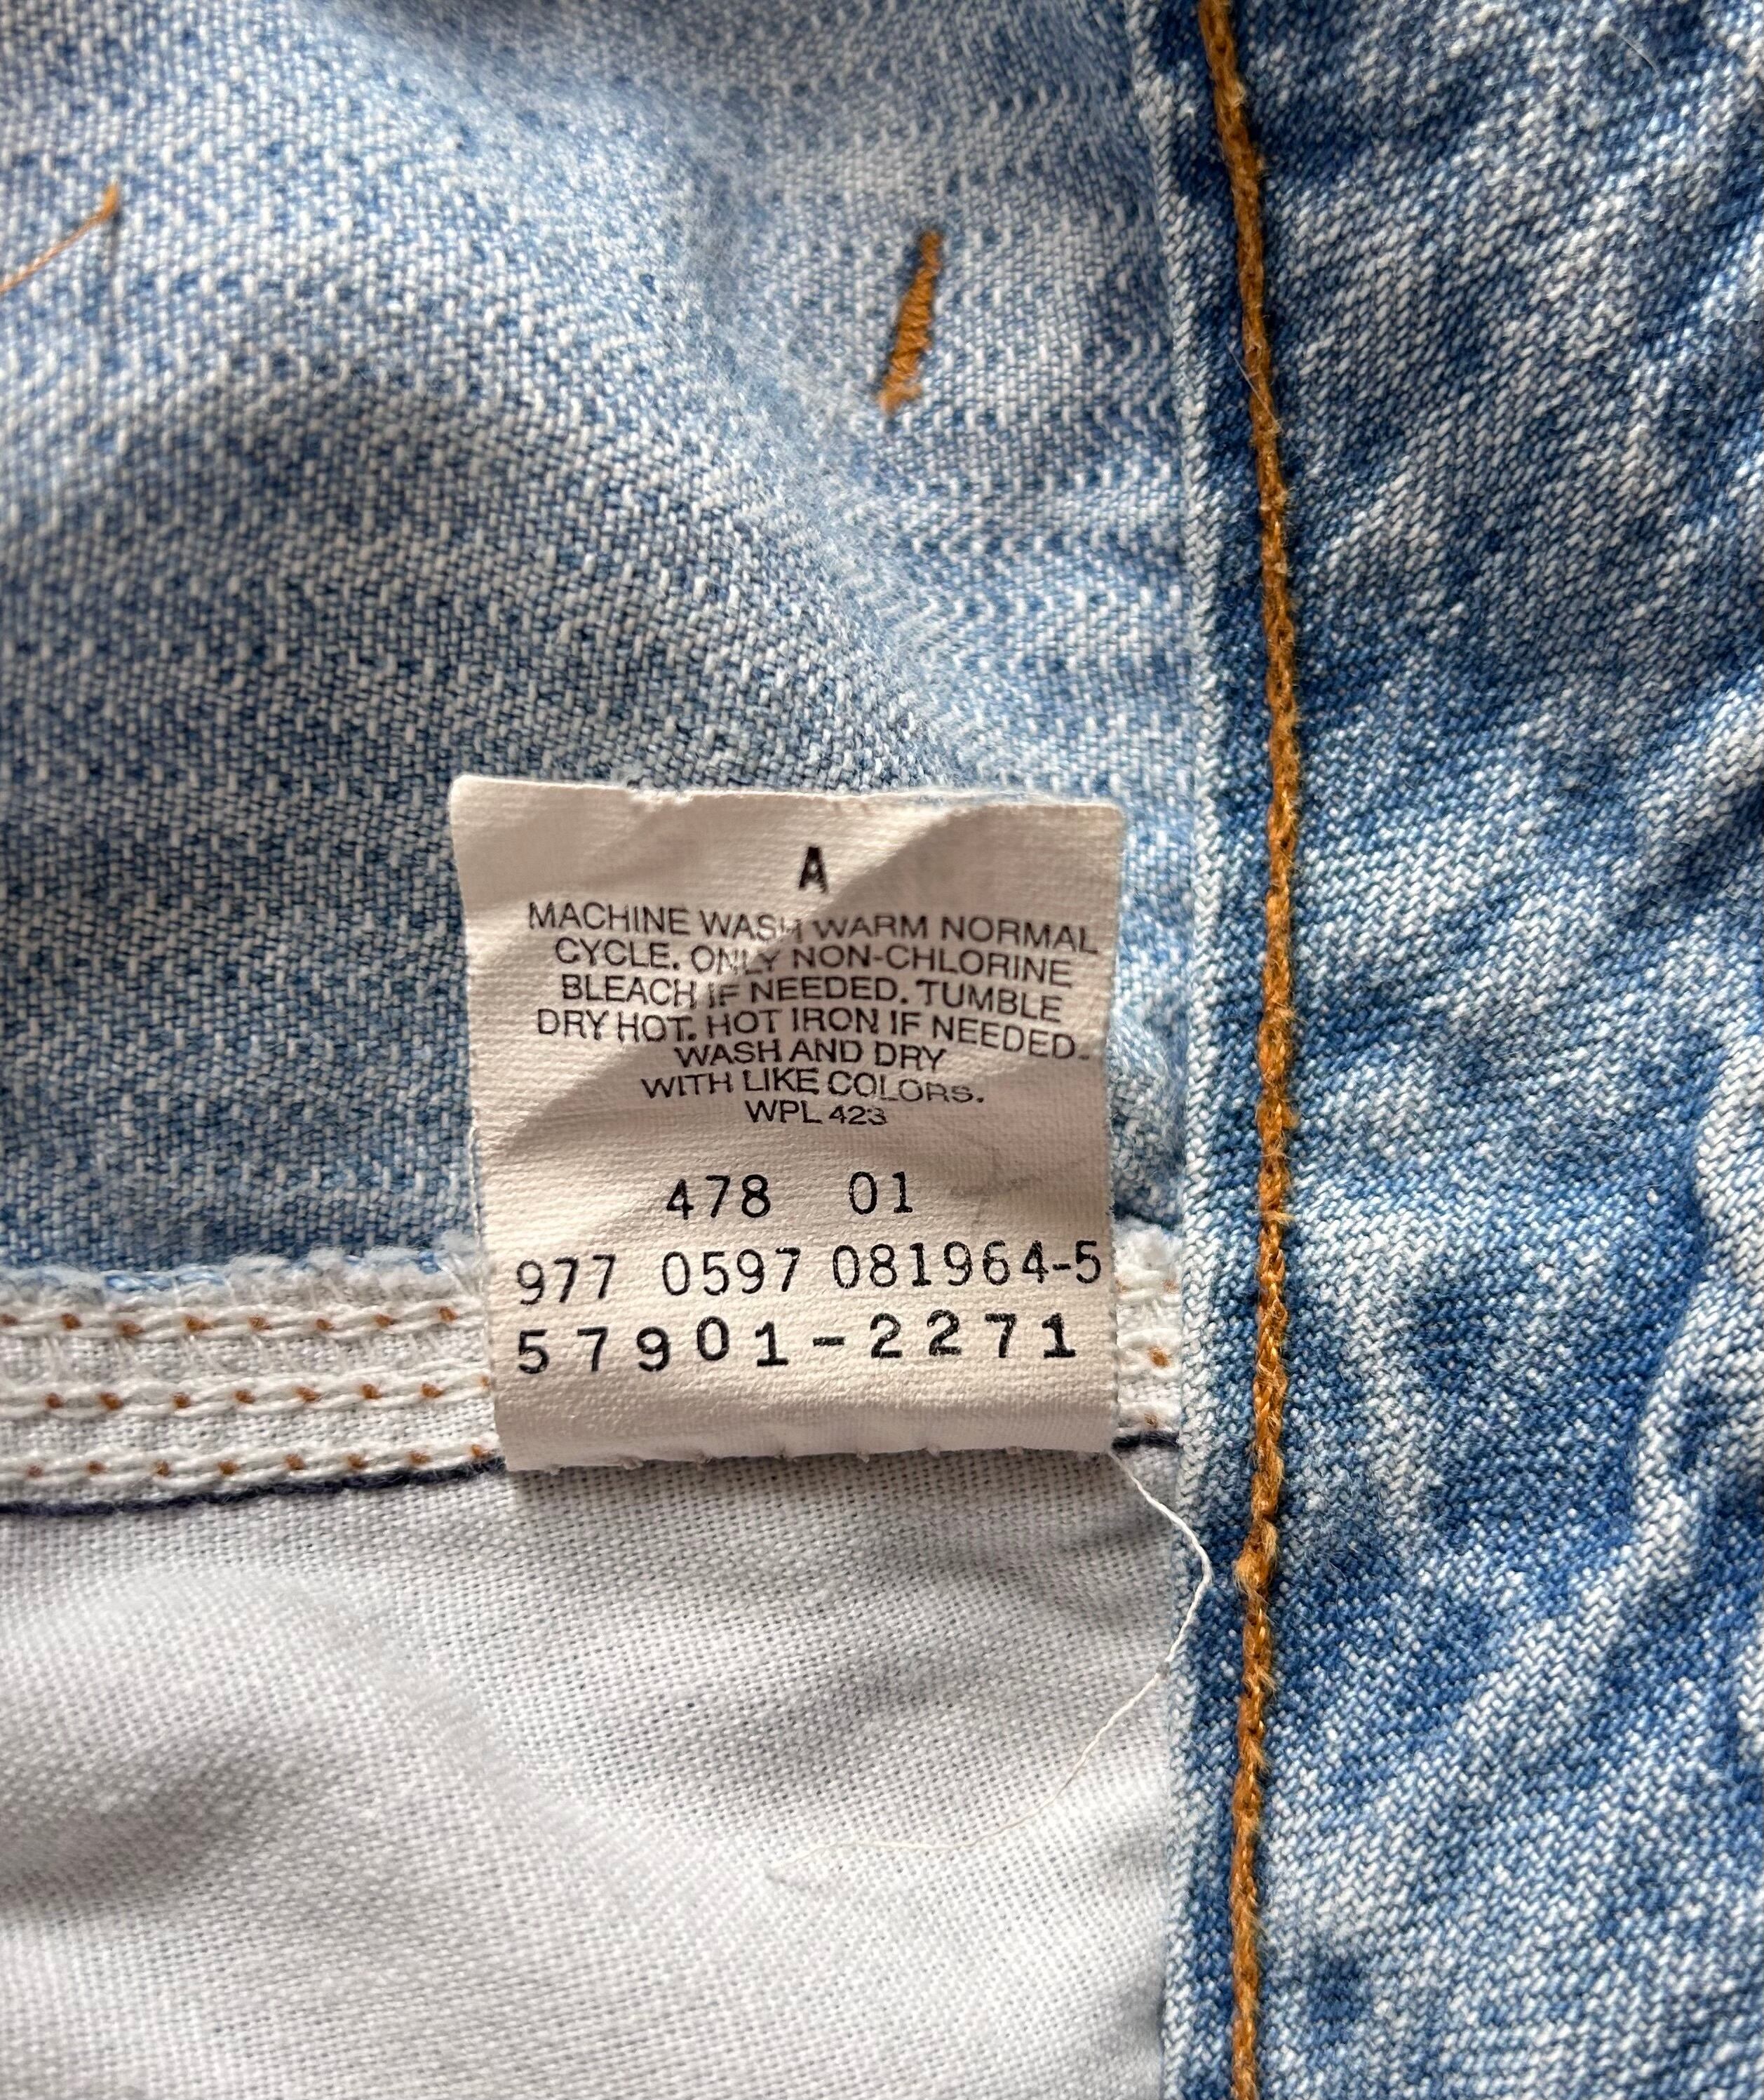 A
MACHINE WASH WARM NORMAL
CYCLE. ONLY NON-CHLORINE
BLEACH IF NEEDED. TUMBLE
DRY HOT. HOT IRON IF NEEDED.
WASH AND DRY
WITH LIKE COLORS.
WPL 423
478 01
977 0597 081964-5
57901-2271